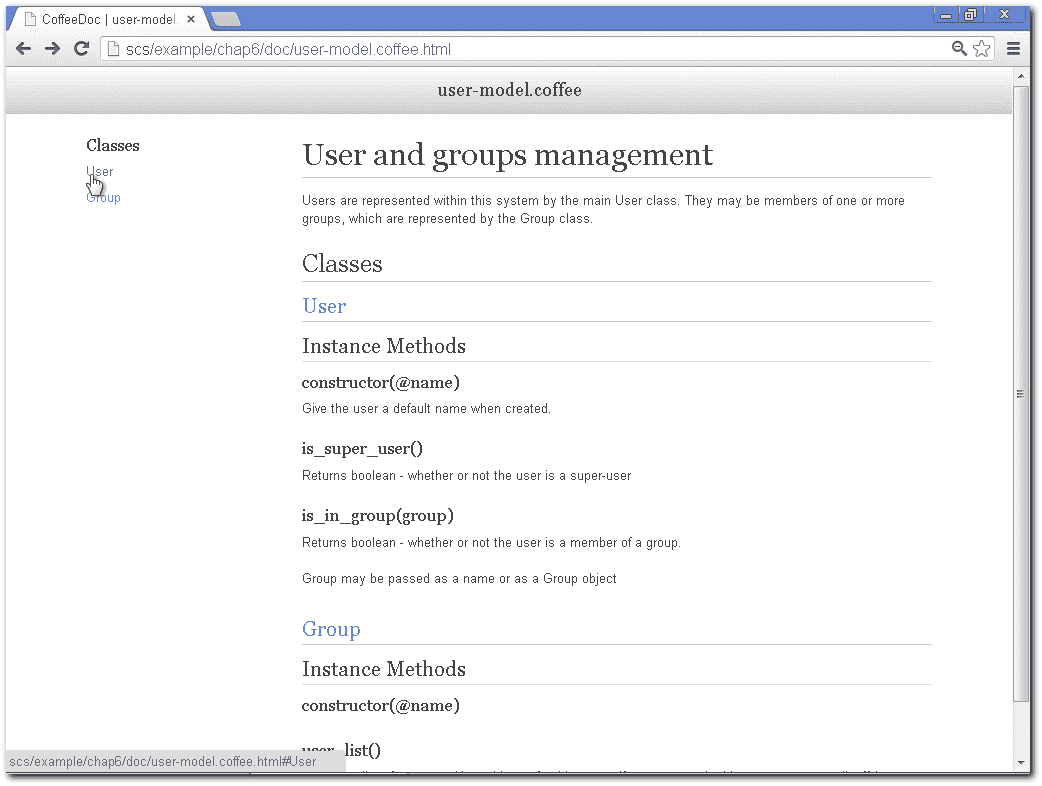 CoffeeDoc | user-model.
scs/example/chap6/doc/user-model.coffee.html
user-model.coffee
Classes
User
Group
User and groups management
Users are represented within this system by the main User class. They may be members of one or more
groups, which are represented by the Group class.
Classes
User
Instance Methods
constructor(@name)
Give the user a default name when created.
is_super_user()
Returns boolean - whether or not the user is a super-user
is_in_group(group)
Returns boolean - whether or not the user is a member of a group.
Group may be passed as a name or as a Group object
Group
Instance Methods
constructor(@name)
user_list()
scs/example/chap6/doc/user-model.coffee.html#User